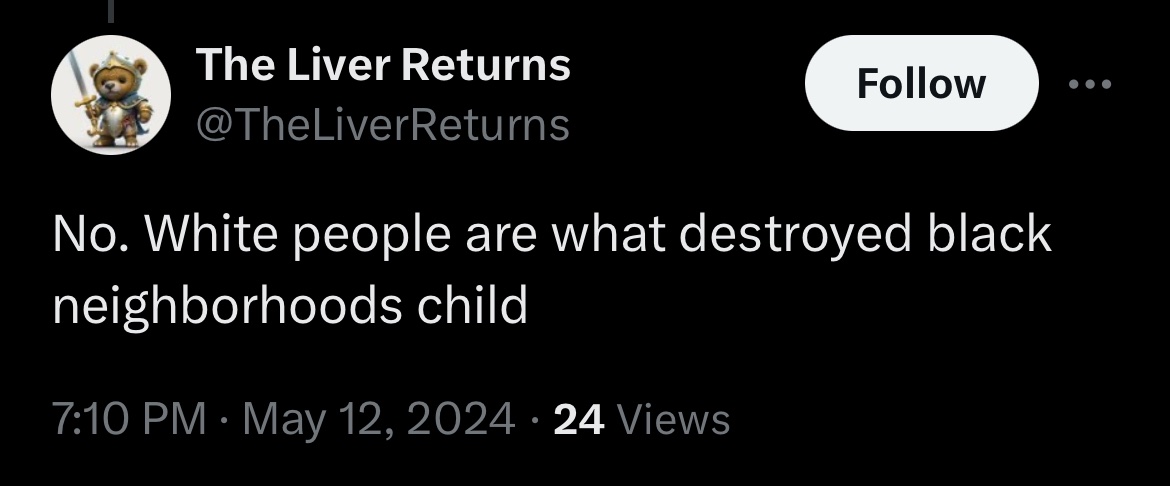 The Liver Returns
Follow
@TheLiverReturns
No. White people are what destroyed black
neighborhoods child
7:10 PM · May 12, 2024 · 24 Views